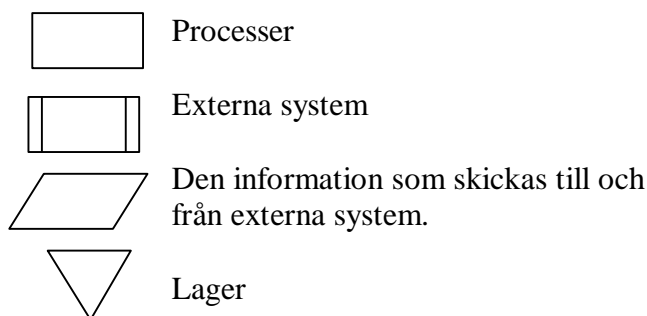 Processer
Externa system
Den information som skickas till och
från externa system.
Lager